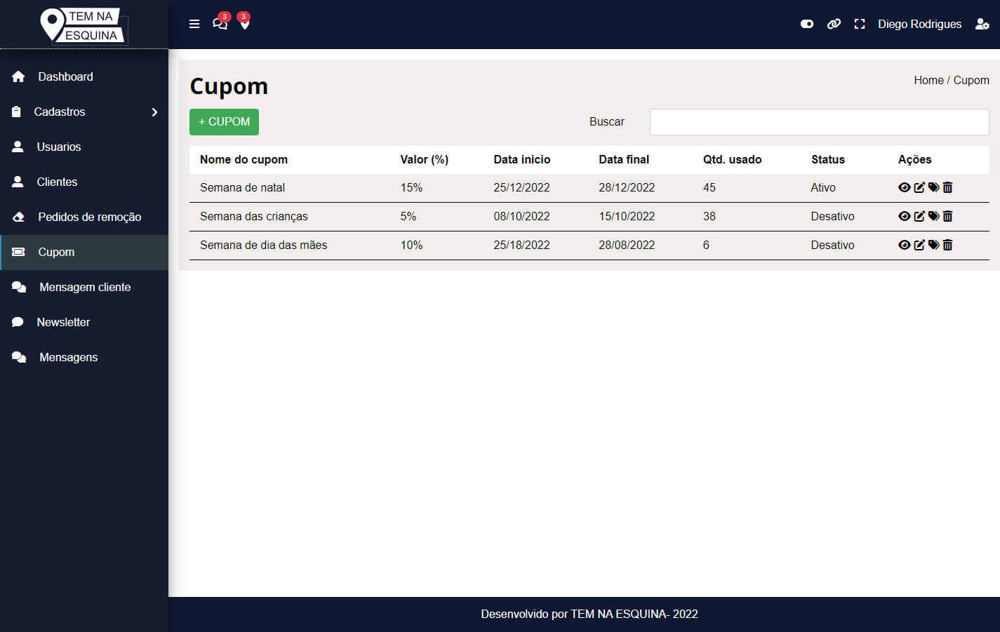 TEM NA
ESQUINA
3 3
Diego Rodrigues
Dashboard
Cadastros
Usuarios
Clientes
Pedidos de remoção
Cupom
Mensagem cliente
Newsletter
Mensagens
Cupom
Home / Cupom
+ CUPOM
Buscar
Nome do cupom Valor (%) Data inicio Data final Qtd. usado Status Ações
Semana de natal 15% 25/12/2022 28/12/2022 45 Ativo
Semana das crianças 5% 08/10/2022 15/10/2022 38 Desativo
Semana de dia das mães 10% 25/18/2022 28/08/2022 6 Desativo
Desenvolvido por TEM NA ESQUINA- 2022